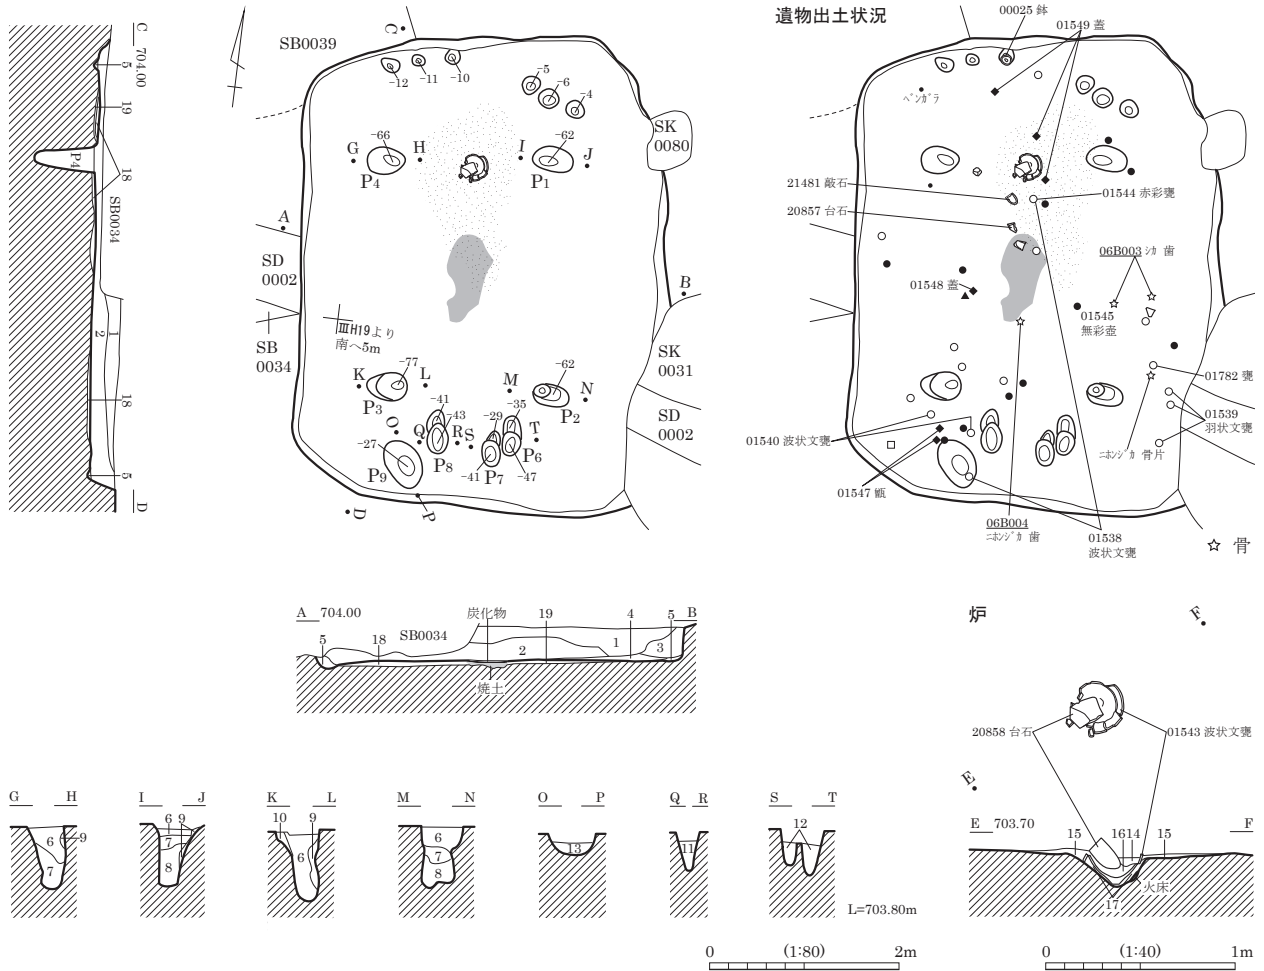 C
704.00
5
19
P4
18
SB0034
1
2
18
5
D
SB0039
C
-12
-11
-10
-5
-6
-4
SK
0080
-66
-62
G
H
I
J
P4
P1
A
SD
0002
B
ⅢH19より
南へ5m
SB
0034
SK
0031
-77
K
L
M
-62
N
P3
P2
-41
-35
O
-43
-29
Q
R
S
T
SD
0002
-27
P8
P6
P9
-41
P7
-47
D
P
遺物出土状況
00025 鉢
01549 蓋
ベンガラ
21481 敲石
20857 台石
01544 赤彩甕
06B003 シカ 歯
01548 蓋
01545
無彩壺
01782 甕
01539
羽状文甕
01540 波状文甕
ニホンジカ 骨片
01547 甑
06B004
ニホンジカ 歯
01538
波状文甕
骨
A 704.00
炭化物
19
4
5
B
5
18
SB0034
1
2
3
焼土
炉
F
20858 台石
01543 波状文甕
E
E 703.70
F
15
16
14
15
火床
17
G
H
6
9
7
I
J
6
9
7
8
K
L
10
9
6
M
N
6
7
8
O
P
13
Q
R
11
S
T
12
L=703.80m
0
(1:80)
2m
0
(1:40)
1m